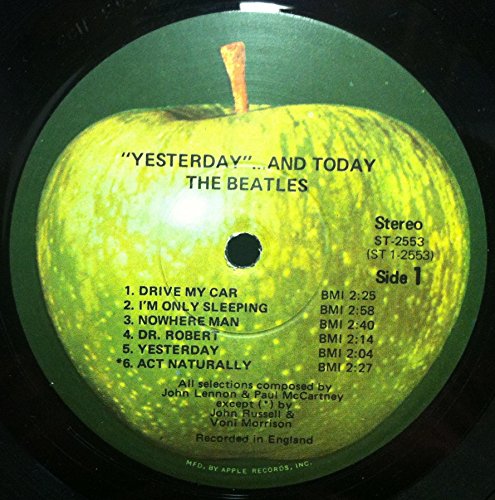 "YESTERDAY"... AND TODAY
THE BEATLES
Stereo
ST-2553
(ST 1-2553)
Side 1
1. DRIVE MY CAR BMI 2:25
2. I'M ONLY SLEEPING BMI 2:58
3. NOWHERE MAN BMI 2:40
4. DR. ROBERT BMI 2:14
5. YESTERDAY BMI 2:04
*6. ACT NATURALLY BMI 2:27
All selections composed by
John Lennon & Paul McCartney
except (*) by
John Russell &
Voni Morrison
Recorded in England
MFD. BY APPLE RECORDS, INC.